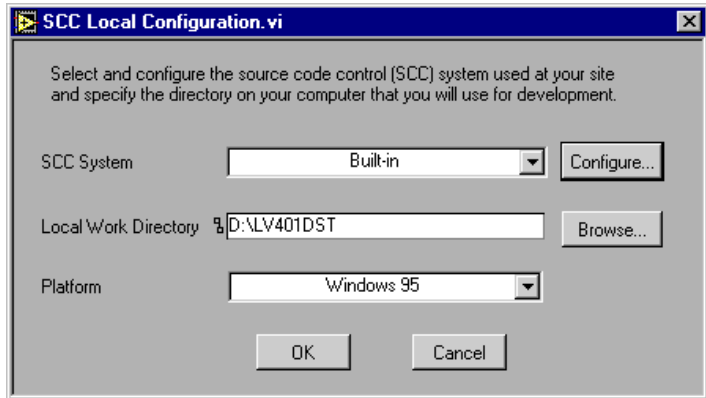 SCC Local Configuration.vi
Select and configure the source code control (SCC) system used at your site
and specify the directory on your computer that you will use for development.
SCC System Built-in Configure...
Local Work Directory D:\LV401DST Browse...
Platform Windows 95
OK Cancel